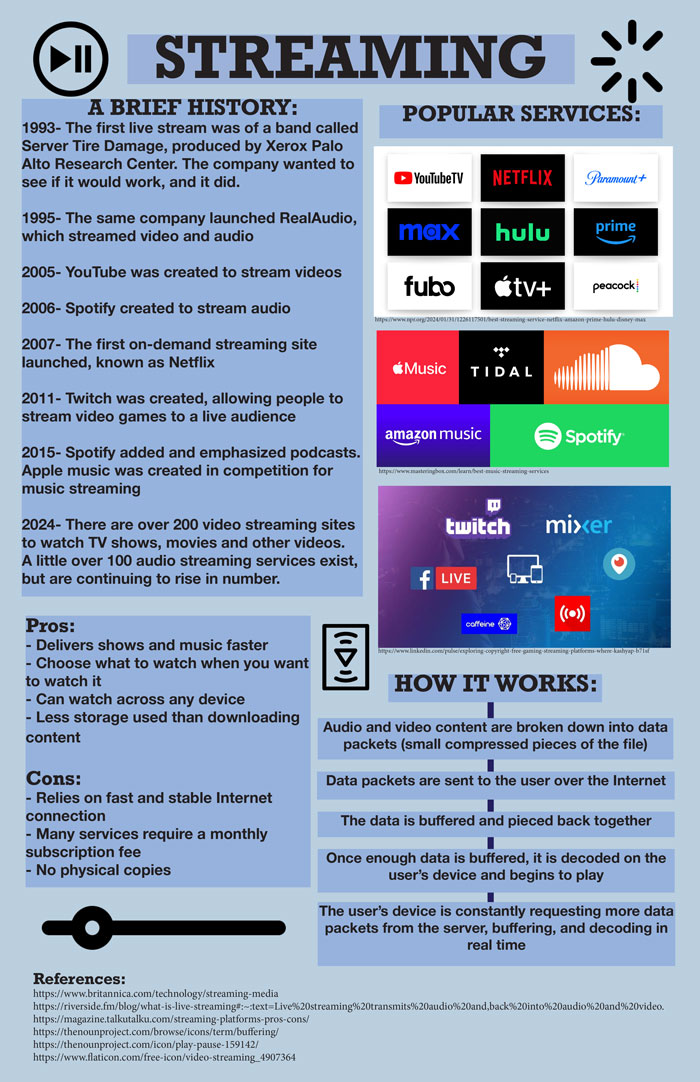 STREAMING
A BRIEF HISTORY:
1993- The first live stream was of a band called
Server Tire Damage, produced by Xerox Palo
Alto Research Center. The company wanted to
see if it would work, and it did.
1995- The same company launched RealAudio,
which streamed video and audio
2005- YouTube was created to stream videos
2006- Spotify created to stream audio
2007- The first on-demand streaming site
launched, known as Netflix
2011- Twitch was created, allowing people to
stream video games to a live audience
2015- Spotify added and emphasized podcasts.
Apple music was created in competition for
music streaming
2024- There are over 200 video streaming sites
to watch TV shows, movies and other videos.
A little over 100 audio streaming services exist,
but are continuing to rise in number.
Pros:
- Delivers shows and music faster
- Choose what to watch when you want
to watch it
- Can watch across any device
- Less storage used than downloading
content
Cons:
- Relies on fast and stable Internet
connection
- Many services require a monthly
subscription fee
- No physical copies
POPULAR SERVICES:
YouTubeTV NETFLIX Paramount+
max hulu prime
fubo tv+ peacock
https://www.npr.org/2024/01/31/1226117501/best-streaming-service-netflix-amazon-prime-hulu-disney-max
Music TIDAL
amazon music Spotify
https://www.masteringbox.com/learn/best-music-streaming-services
twitch mixer
f LIVE
caffeine
https://www.linkedin.com/pulse/exploring-copyright-free-gaming-streaming-platforms-where-kashyap-b71sf
HOW IT WORKS:
Audio and video content are broken down into data
packets (small compressed pieces of the file)
Data packets are sent to the user over the Internet
The data is buffered and pieced back together
Once enough data is buffered, it is decoded on the
user's device and begins to play
The user's device is constantly requesting more data
packets from the server, buffering, and decoding in
real time
References:
https://www.britannica.com/technology/streaming-media
https://riverside.fm/blog/what-is-live-streaming#:~:text=Live%20streaming%20transmits%20audio%20and,back%20into%20audio%20and%20video.
https://magazine.talkutalku.com/streaming-platforms-pros-cons/
https://thenounproject.com/browse/icons/term/buffering/
https://thenounproject.com/icon/play-pause-159142/
https://www.flaticon.com/free-icon/video-streaming_4907364